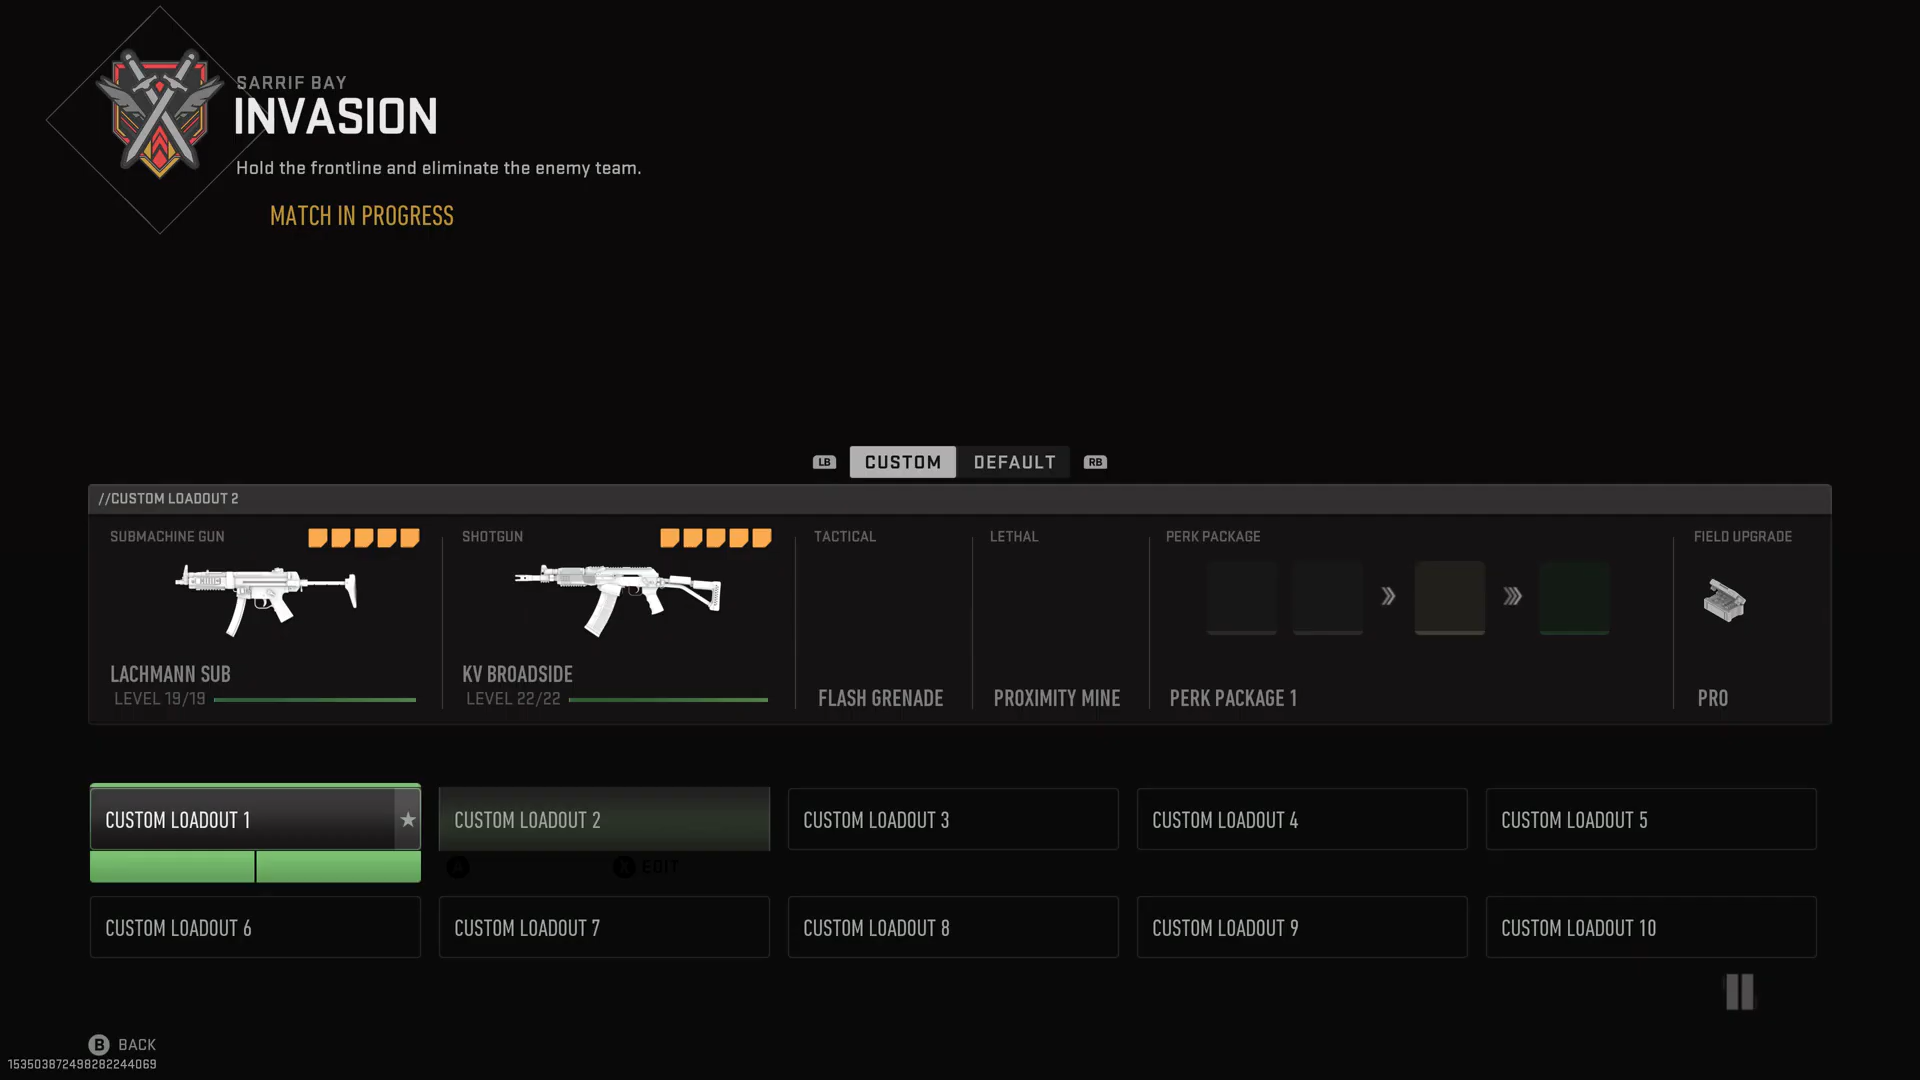 SARRIF BAY
INVASION
Hold the frontline and eliminate the enemy team.
MATCH IN PROGRESS
LB CUSTOM DEFAULT RB
//CUSTOM LOADOUT 2
SUBMACHINE GUN SHOTGUN TACTICAL LETHAL PERK PACKAGE FIELD UPGRADE
LACHMANN SUB KV BROADSIDE
LEVEL 19/19 LEVEL 22/22 FLASH GRENADE PROXIMITY MINE PERK PACKAGE 1 PRO
CUSTOM LOADOUT 1 CUSTOM LOADOUT 2 CUSTOM LOADOUT 3 CUSTOM LOADOUT 4 CUSTOM LOADOUT 5
A X EDIT
CUSTOM LOADOUT 6 CUSTOM LOADOUT 7 CUSTOM LOADOUT 8 CUSTOM LOADOUT 9 CUSTOM LOADOUT 10
B BACK
153503872498282244069